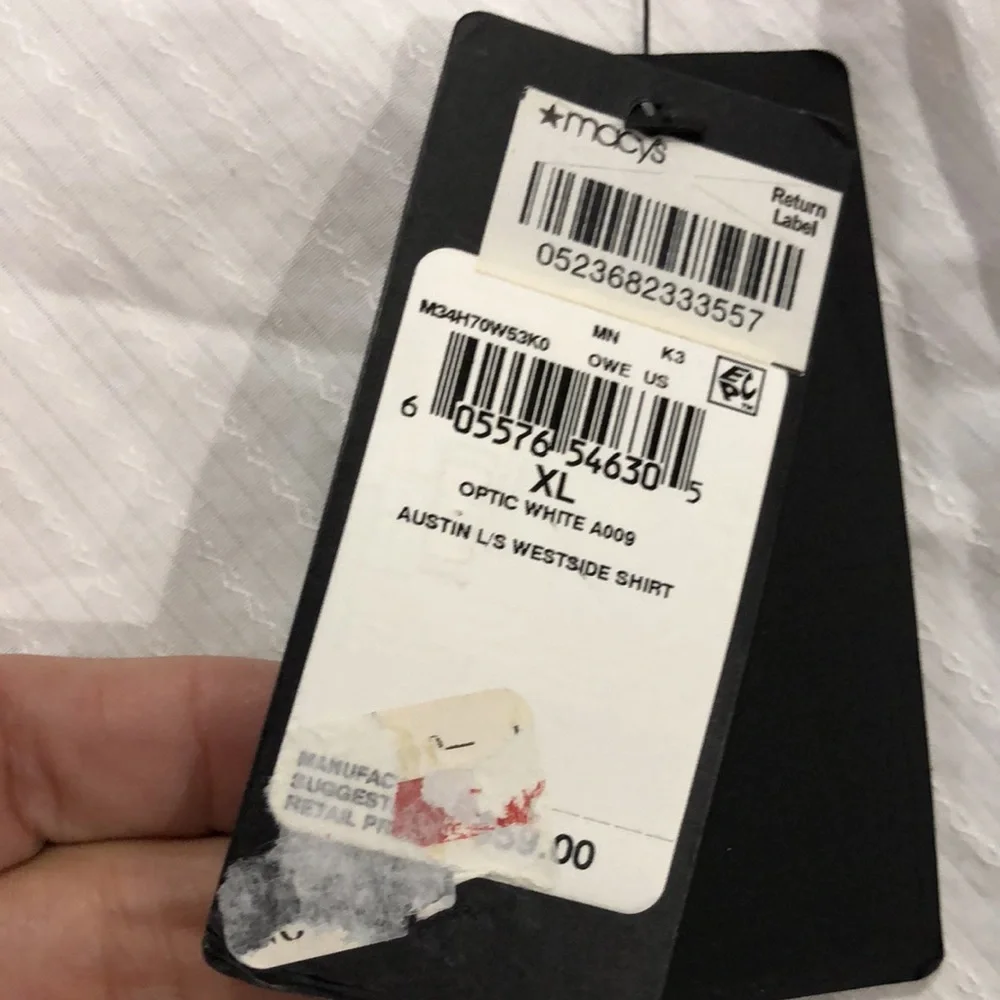 ★macys
Return
Label
0523682333557
M34H70W53K0 MN K3
OWE US
6 05576 54630 5
XL
OPTIC WHITE A009
AUSTIN L/S WESTSIDE SHIRT
MANUFAC
SUGGEST
RETAIL PR 59.00